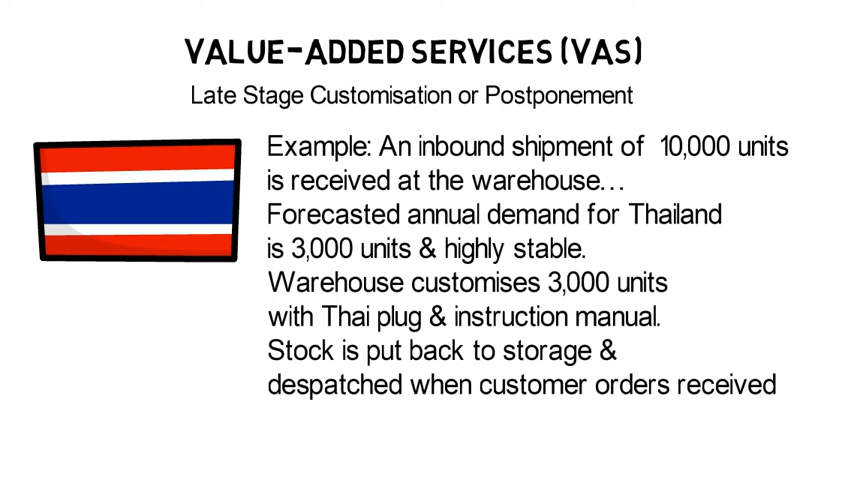 VALUE-ADDED SERVICES (VAS)
Late Stage Customisation or Postponement
Example: An inbound shipment of 10,000 units
is received at the warehouse...
Forecasted annual demand for Thailand
is 3,000 units & highly stable.
Warehouse customises 3,000 units
with Thai plug & instruction manual.
Stock is put back to storage &
despatched when customer orders received